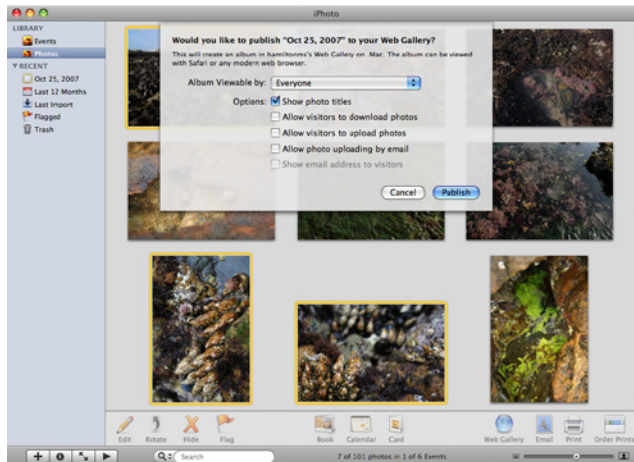 iPhoto
LIBRARY
Events
Photos
RECENT
Oct 25, 2007
Last 12 Months
Last Import
Flagged
Trash
Would you like to publish "Oct 25, 2007" to your Web Gallery?
This will create an album in hamiltonms's Web Gallery on .Mac. The album can be viewed
with Safari or any modern web browser.
Album Viewable by: Everyone
Options: Show photo titles
Allow visitors to download photos
Allow visitors to upload photos
Allow photo uploading by email
Show email address to visitors
Cancel Publish
Edit Rotate Hide Flag Book Calendar Card Web Gallery Email Print Order Prints
Search 7 of 101 photos in 1 of 6 Events